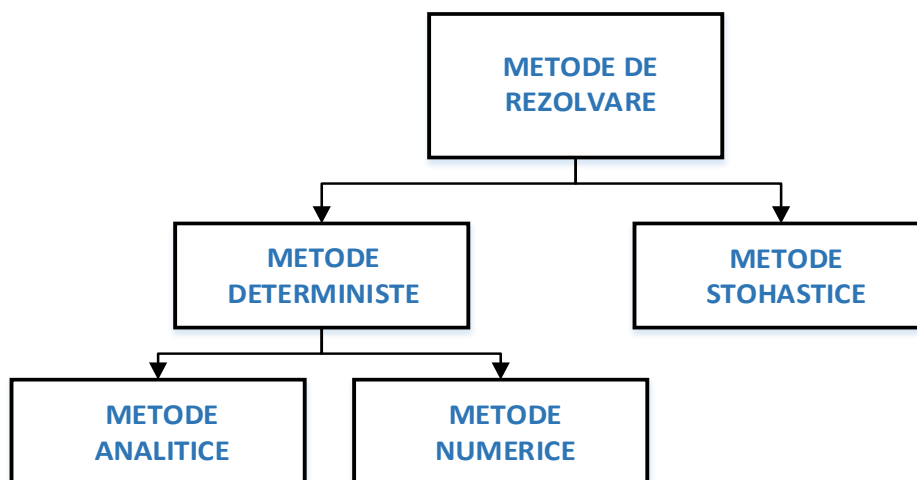 METODE DE
REZOLVARE
METODE
DETERMINISTE
METODE
STOHASTICE
METODE
ANALITICE
METODE
NUMERICE